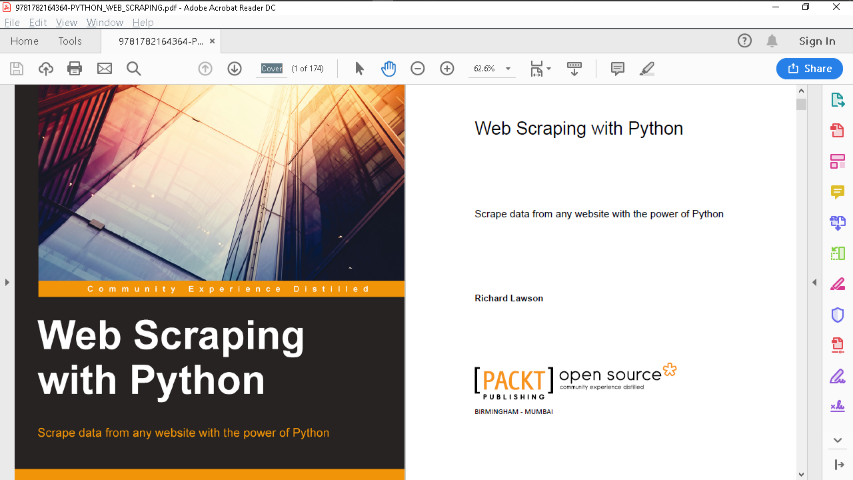 9781782164364-PYTHON_WEB_SCRAPING.pdf - Adobe Acrobat Reader DC
File Edit View Window Help
Home Tools 9781782164364-P... × Sign In
Cover (1 of 174) 62.6% Share
Community Experience Distilled
Web Scraping
with Python
Scrape data from any website with the power of Python
Web Scraping with Python
Scrape data from any website with the power of Python
Richard Lawson
[PACKT] open source*
PUBLISHING community experience distilled
BIRMINGHAM - MUMBAI